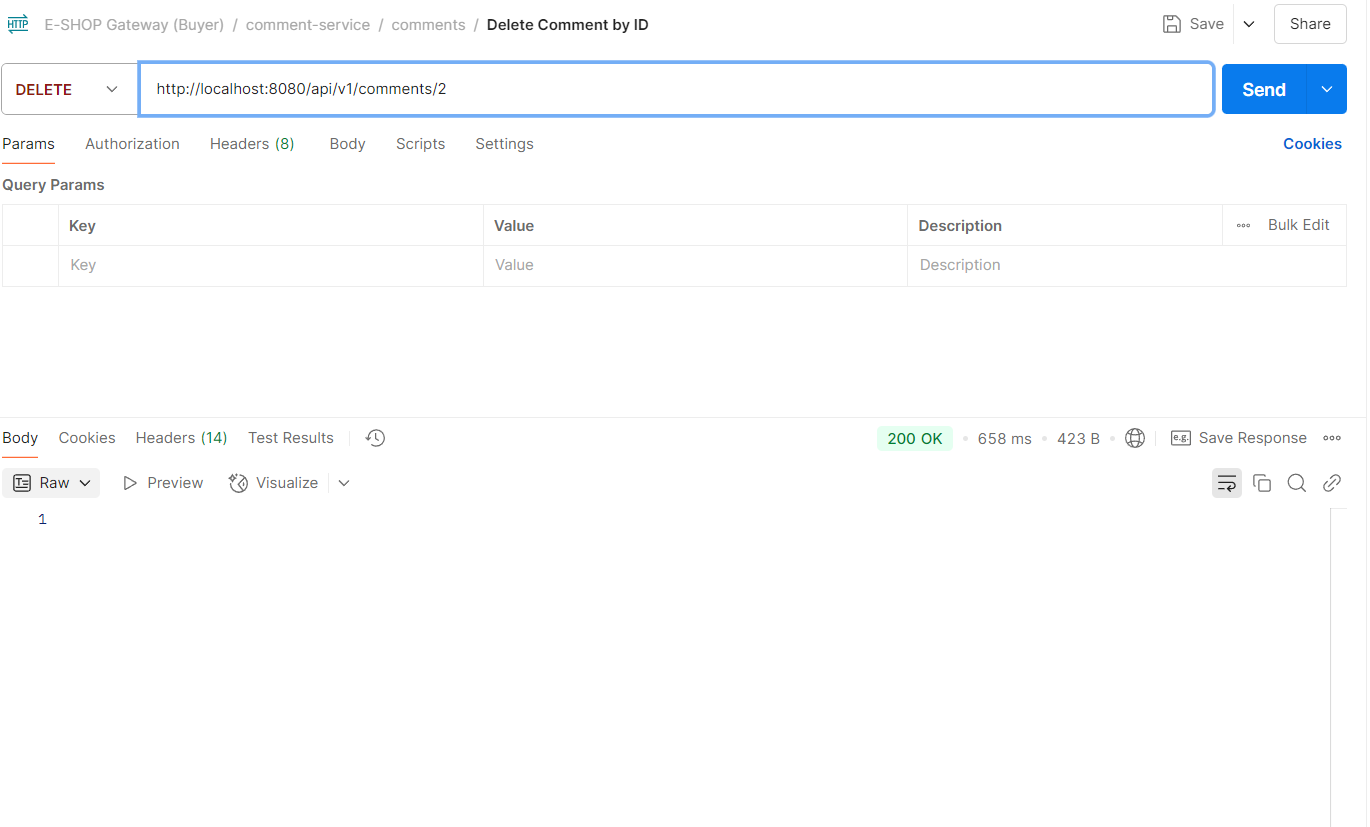 HTTP E-SHOP Gateway (Buyer) / comment-service / comments / Delete Comment by ID Save Share
DELETE http://localhost:8080/api/v1/comments/2 Send
Params Authorization Headers (8) Body Scripts Settings Cookies
Query Params
Key Value Description Bulk Edit
Key Value Description
Body Cookies Headers (14) Test Results 200 OK 658 ms 423 B e.g. Save Response
Raw Preview Visualize
1